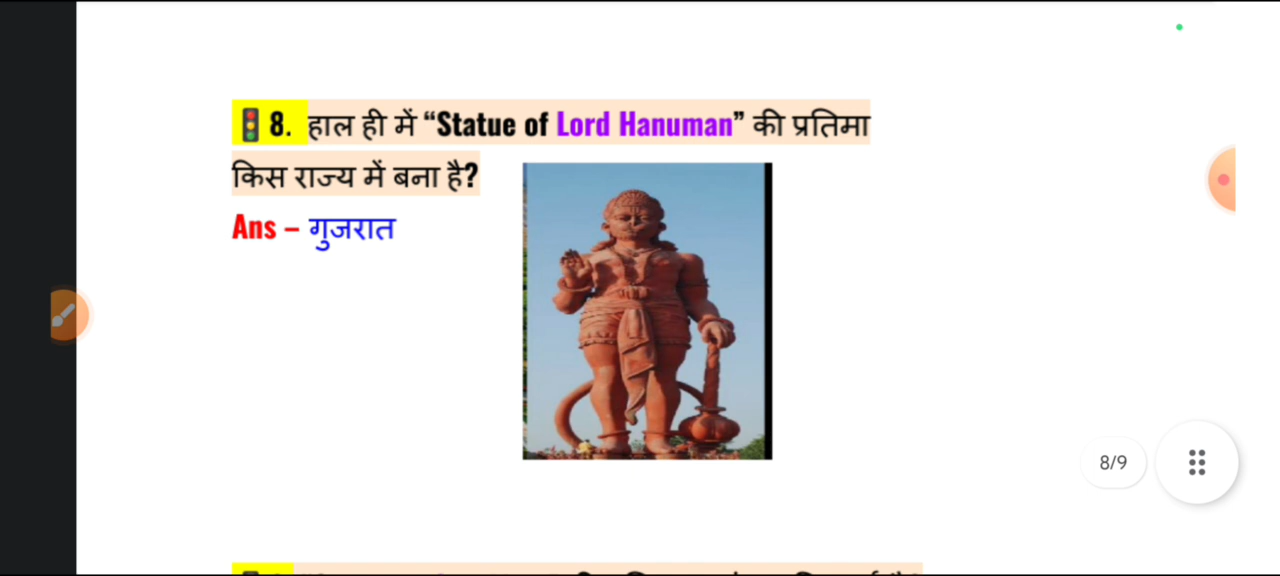 🚦8. हाल ही में “Statue of Lord Hanuman” की प्रतिमा
किस राज्य में बना है?
Ans – गुजरात
8/9